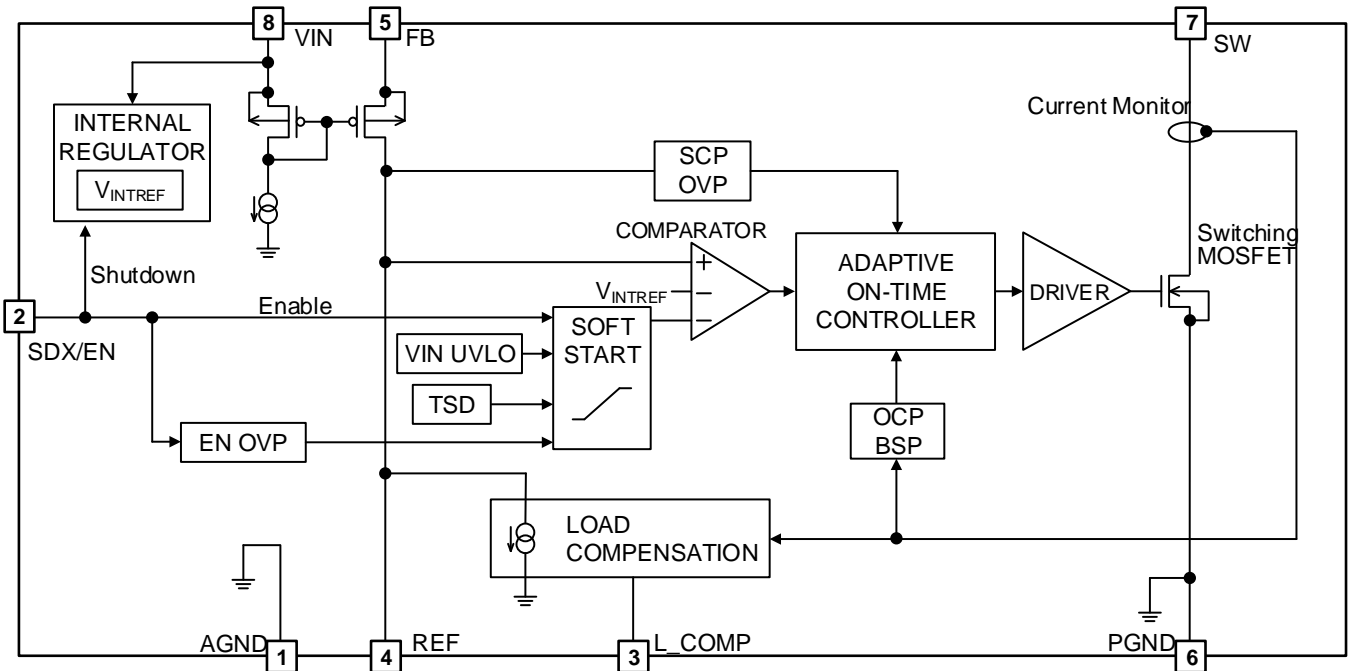 8
VIN
5
FB
7
SW
Current Monitor
INTERNAL
REGULATOR
VINTREF
SCP
OVP
COMPARATOR
+
−
−
VINTREF
ADAPTIVE
ON-TIME
CONTROLLER
DRIVER
Switching
MOSFET
Shutdown
2
SDX/EN
Enable
SOFT
START
VIN UVLO
TSD
EN OVP
OCP
BSP
LOAD
COMPENSATION
AGND
1
4
REF
3
L_COMP
PGND
6